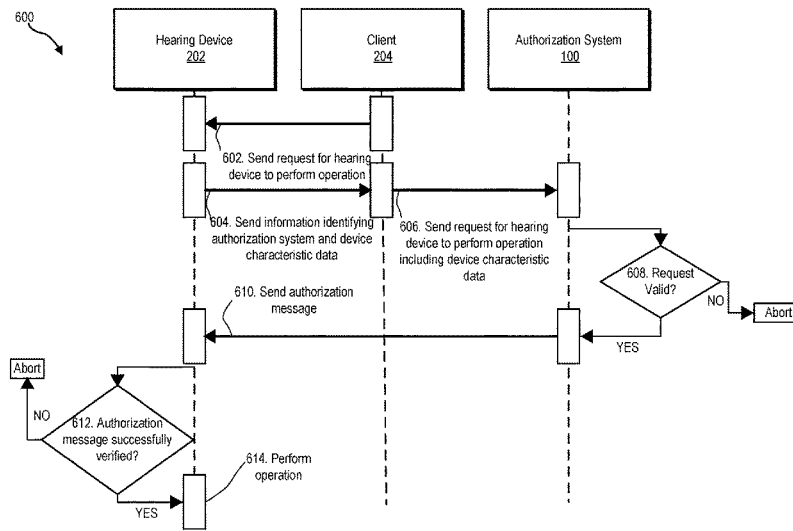 600
Hearing Device
202
Client
204
Authorization System
100
602. Send request for hearing
device to perform operation
604. Send information identifying
authorization system and device
characteristic data
606. Send request for hearing
device to perform operation
including device characteristic
data
608. Request
Valid?
NO
Abort
YES
610. Send authorization
message
Abort
NO
612. Authorization
message successfully
verified?
YES
614. Perform
operation